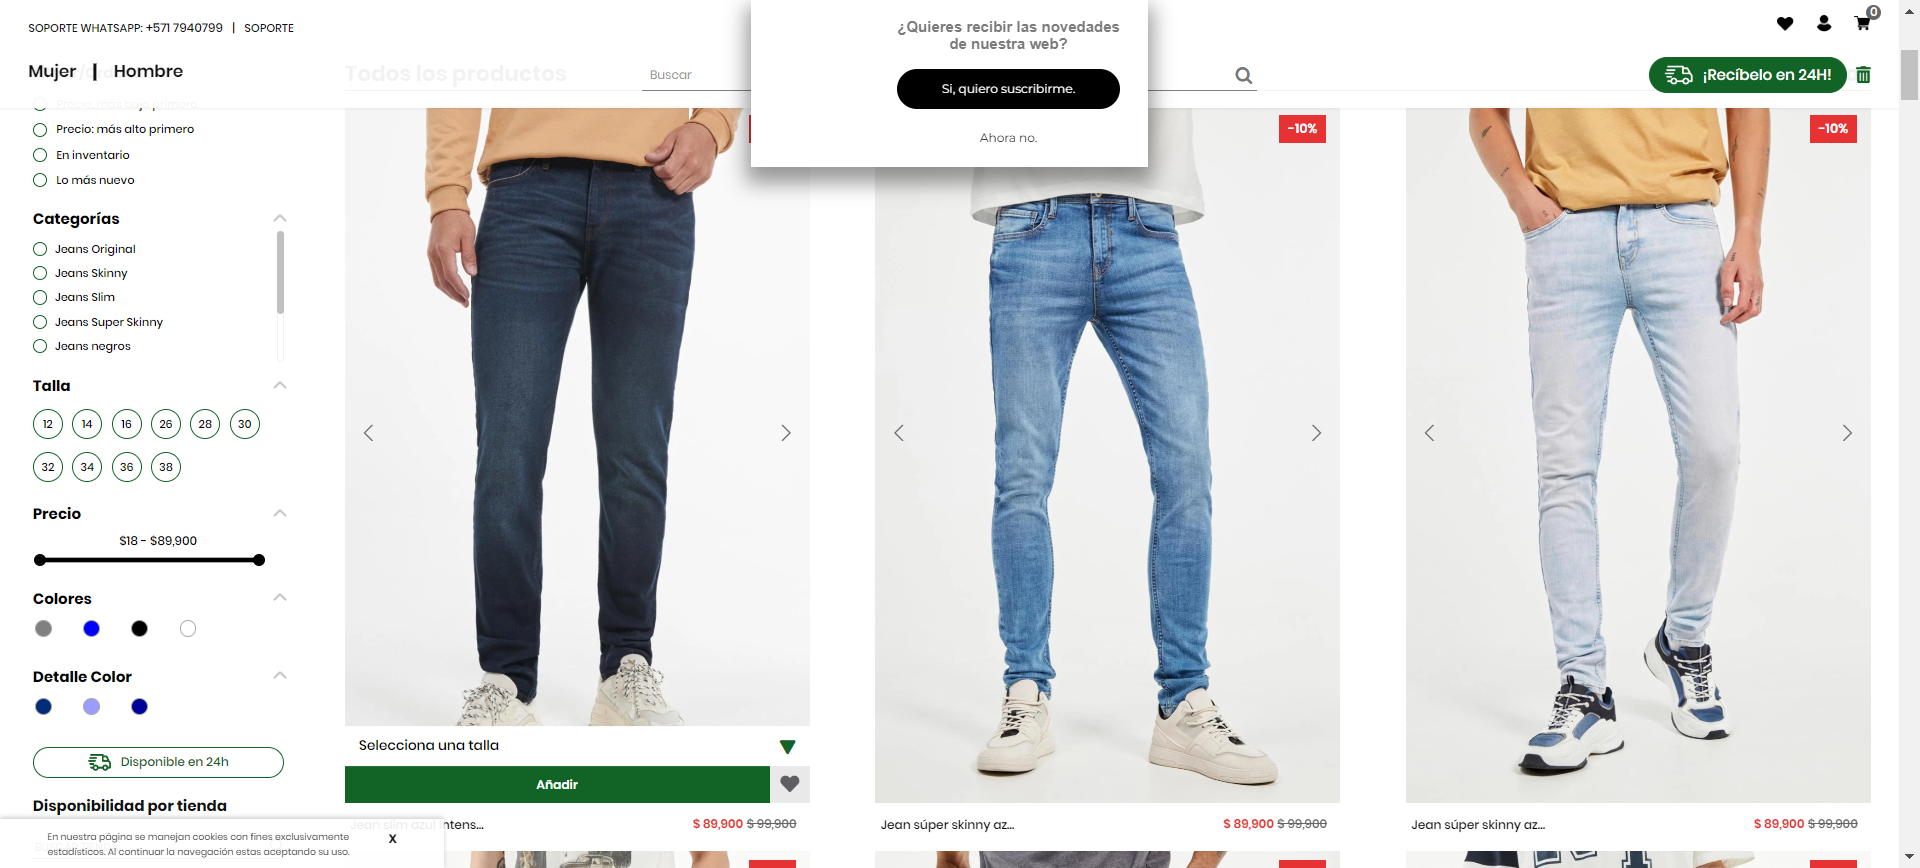 SOPORTE WHATSAPP: +571 7940799 | SOPORTE
Mujer | Hombre
Todos los productos
Buscar
¿Quieres recibir las novedades
de nuestra web?
Si, quiero suscribirme.
Ahora no.
0
¡Recíbelo en 24H!
Precio: más bajo primero
Precio: más alto primero
En inventario
Lo más nuevo
Categorías
Jeans Original
Jeans Skinny
Jeans Slim
Jeans Super Skinny
Jeans negros
Talla
12 14 16 26 28 30
32 34 36 38
Precio
$18 - $89,900
Colores
Detalle Color
Disponible en 24h
Disponibilidad por tienda
En nuestra página se manejan cookies con fines exclusivamente
estadísticos. Al continuar la navegación estas aceptando su uso.
X
Selecciona una talla
Añadir
Jean slim azul intens...
$ 89,900 $ 99,900
-10%
Jean súper skinny az...
$ 89,900 $ 99,900
-10%
Jean súper skinny az...
$ 89,900 $ 99,900